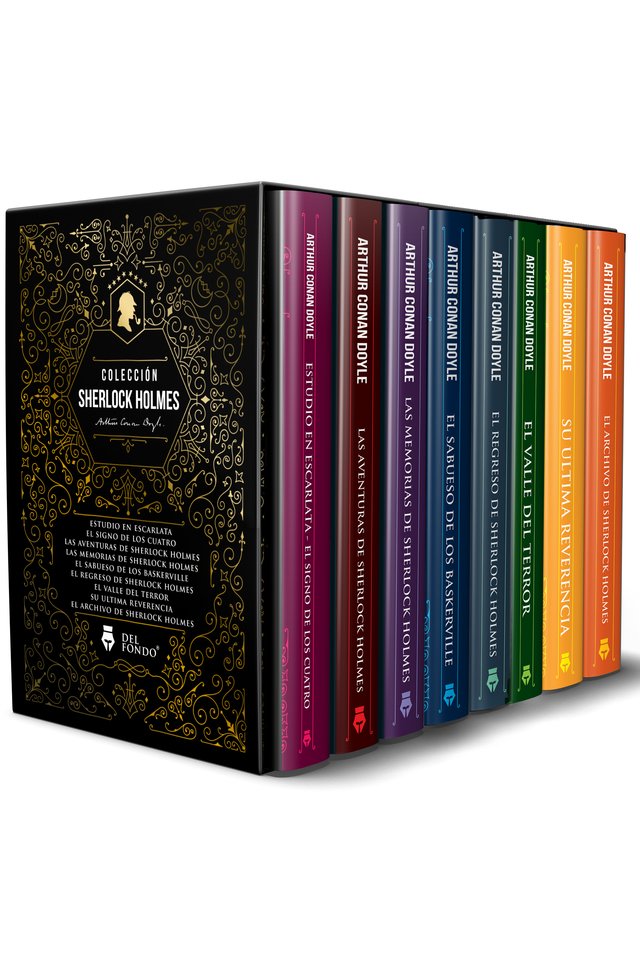 COLECCIÓN
SHERLOCK HOLMES
Arthur Conan Doyle.
ESTUDIO EN ESCARLATA
EL SIGNO DE LOS CUATRO
LAS AVENTURAS DE SHERLOCK HOLMES
LAS MEMORIAS DE SHERLOCK HOLMES
EL SABUESO DE LOS BASKERVILLE
EL REGRESO DE SHERLOCK HOLMES
EL VALLE DEL TERROR
SU ULTIMA REVERENCIA
EL ARCHIVO DE SHERLOCK HOLMES
DEL
FONDO®
ARTHUR CONAN DOYLE ESTUDIO EN ESCARLATA - EL SIGNO DE LOS CUATRO
ARTHUR CONAN DOYLE LAS AVENTURAS DE SHERLOCK HOLMES
ARTHUR CONAN DOYLE LAS MEMORIAS DE SHERLOCK HOLMES
ARTHUR CONAN DOYLE EL SABUESO DE LOS BASKERVILLE
ARTHUR CONAN DOYLE EL REGRESO DE SHERLOCK HOLMES
ARTHUR CONAN DOYLE EL VALLE DEL TERROR
ARTHUR CONAN DOYLE SU ULTIMA REVERENCIA
ARTHUR CONAN DOYLE EL ARCHIVO DE SHERLOCK HOLMES